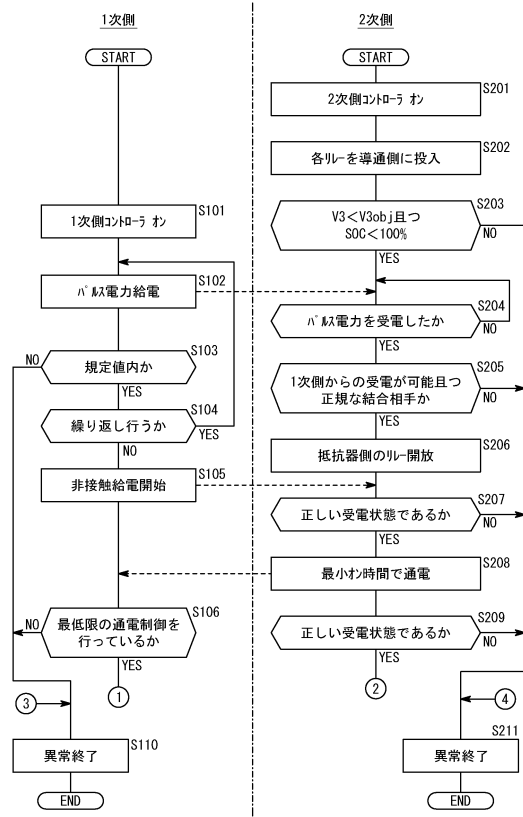 1次側
START
S101
1次側コントローラ オン
S102
パルス電力給電
S103
規定値内か
NO
YES
S104
繰り返し行うか
YES
NO
S105
非接触給電開始
S106
最低限の通電制御を
行っているか
NO
YES
1
3
S110
異常終了
END
2次側
START
S201
2次側コントローラ オン
S202
各リレーを導通側に投入
S203
V3<V3obj且つ
SOC<100%
NO
YES
S204
パルス電力を受電したか
NO
YES
S205
1次側からの受電が可能且つ
正規な結合相手か
NO
YES
S206
抵抗器側のリレー開放
S207
正しい受電状態であるか
NO
YES
S208
最小オン時間で通電
S209
正しい受電状態であるか
NO
YES
2
4
S211
異常終了
END